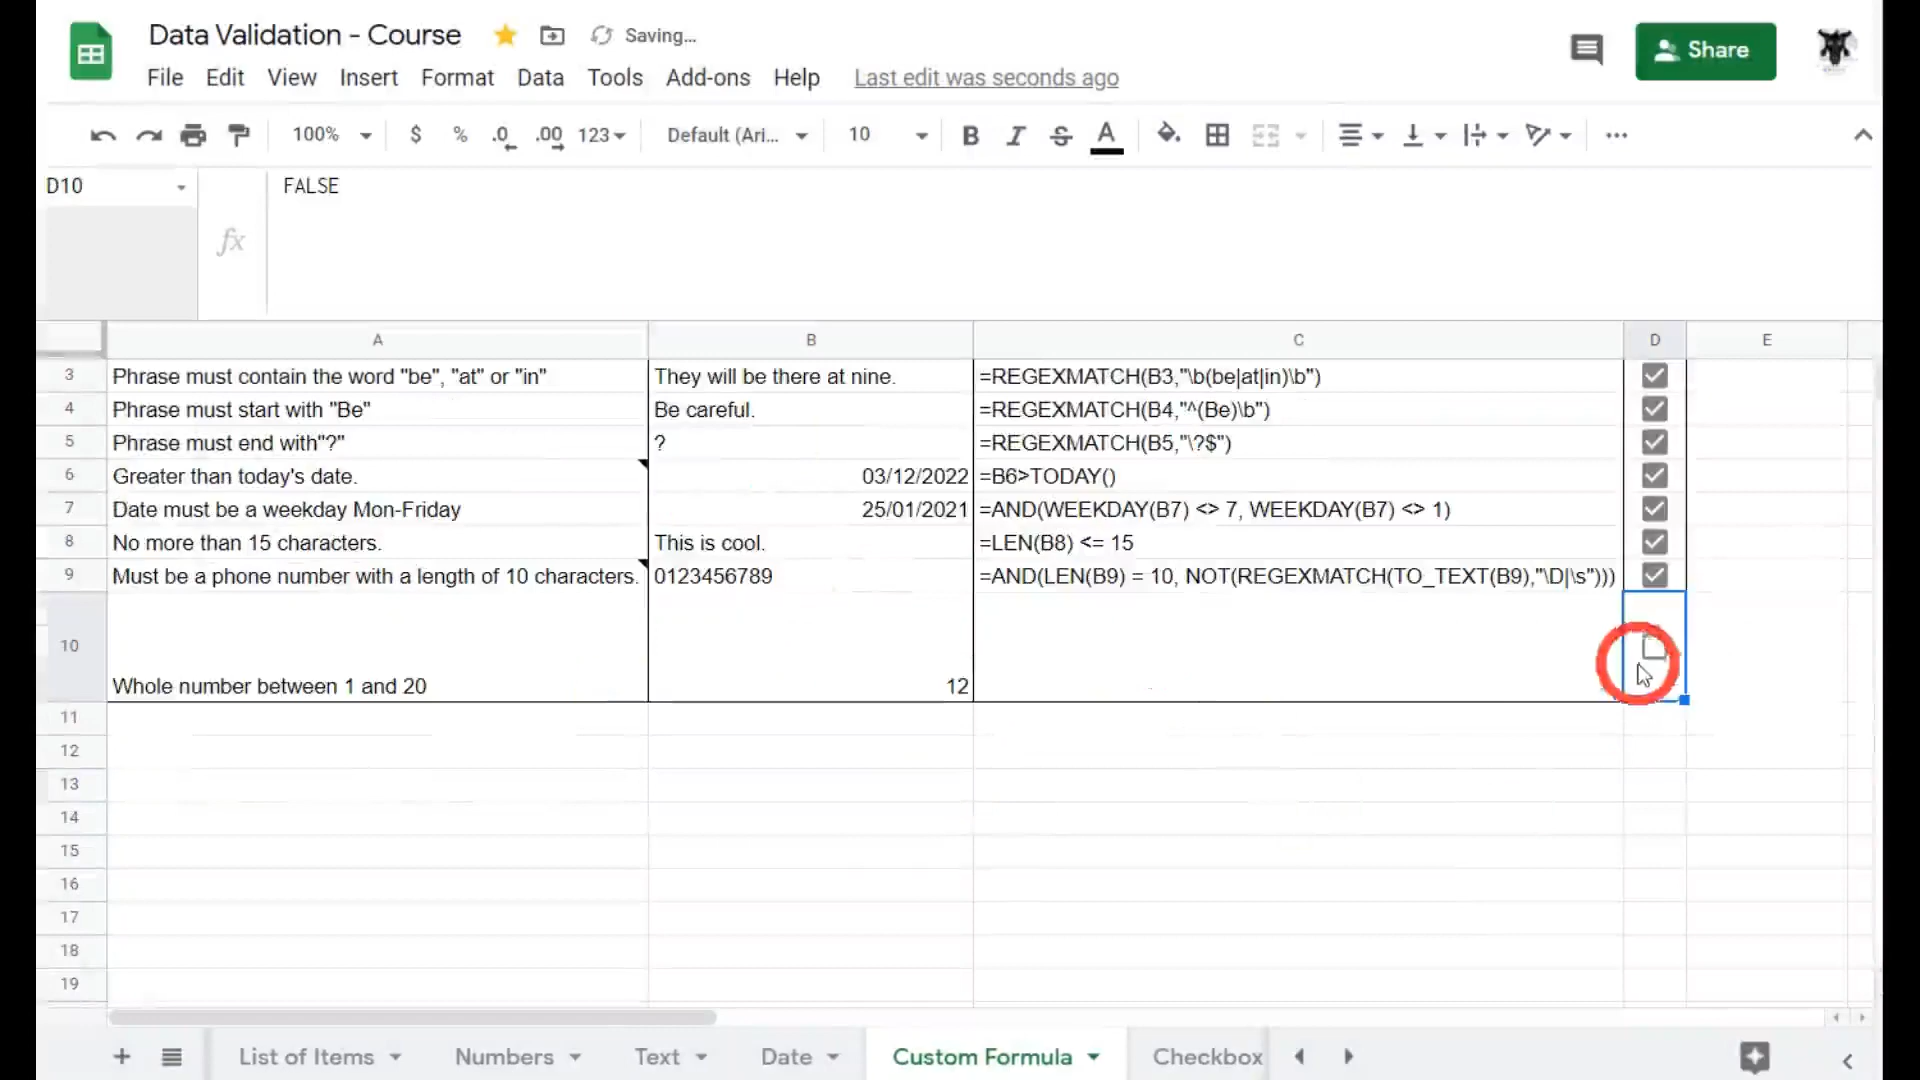 Data Validation - Course Saving...
File Edit View Insert Format Data Tools Add-ons Help Last edit was seconds ago Share
100% $ % .0 .00 123 Default (Ari... 10 B I S A ...
D10 FALSE
fx
A B C D E
3 Phrase must contain the word "be", "at" or "in" They will be there at nine. =REGEXMATCH(B3,"\b(be|at|in)\b")
4 Phrase must start with "Be" Be careful. =REGEXMATCH(B4,"^(Be)\b")
5 Phrase must end with"?" ? =REGEXMATCH(B5,"\?$")
6 Greater than today's date. 03/12/2022 =B6>TODAY()
7 Date must be a weekday Mon-Friday 25/01/2021 =AND(WEEKDAY(B7) <> 7, WEEKDAY(B7) <> 1)
8 No more than 15 characters. This is cool. =LEN(B8) <= 15
9 Must be a phone number with a length of 10 characters. 0123456789 =AND(LEN(B9) = 10, NOT(REGEXMATCH(TO_TEXT(B9),"\D|\s")))
10 Whole number between 1 and 20 12
11
12
13
14
15
16
17
18
19
+ List of Items Numbers Text Date Custom Formula Checkbox